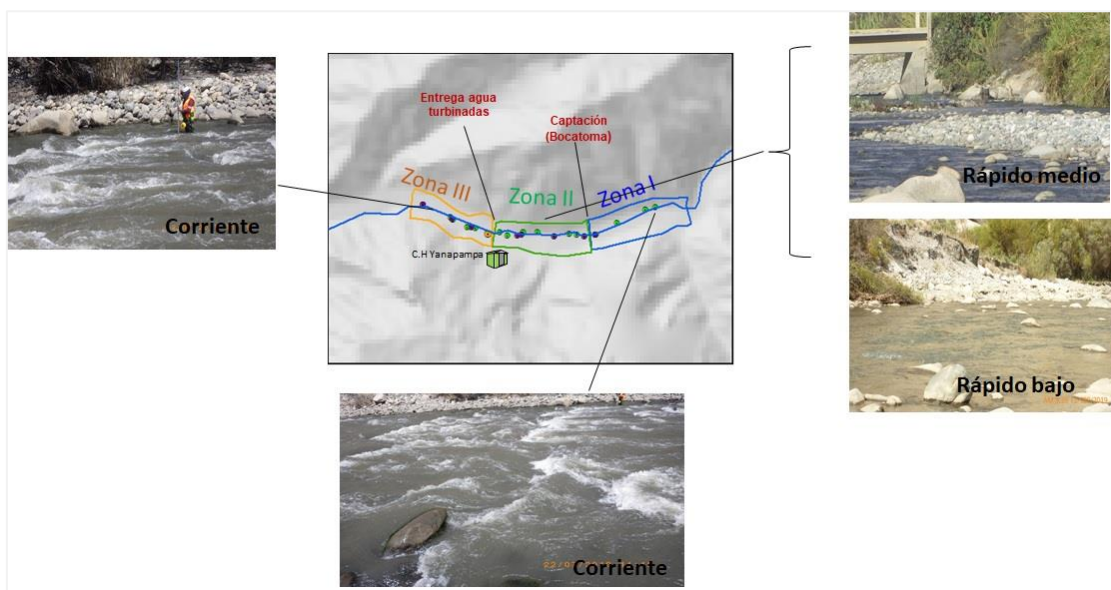 Rápido medio
Entrega agua
turbinadas
Captación
(Bocatoma)
Zona III
Zona II
Zona I
Corriente
C.H Yanapampa
Rápido bajo
Corriente